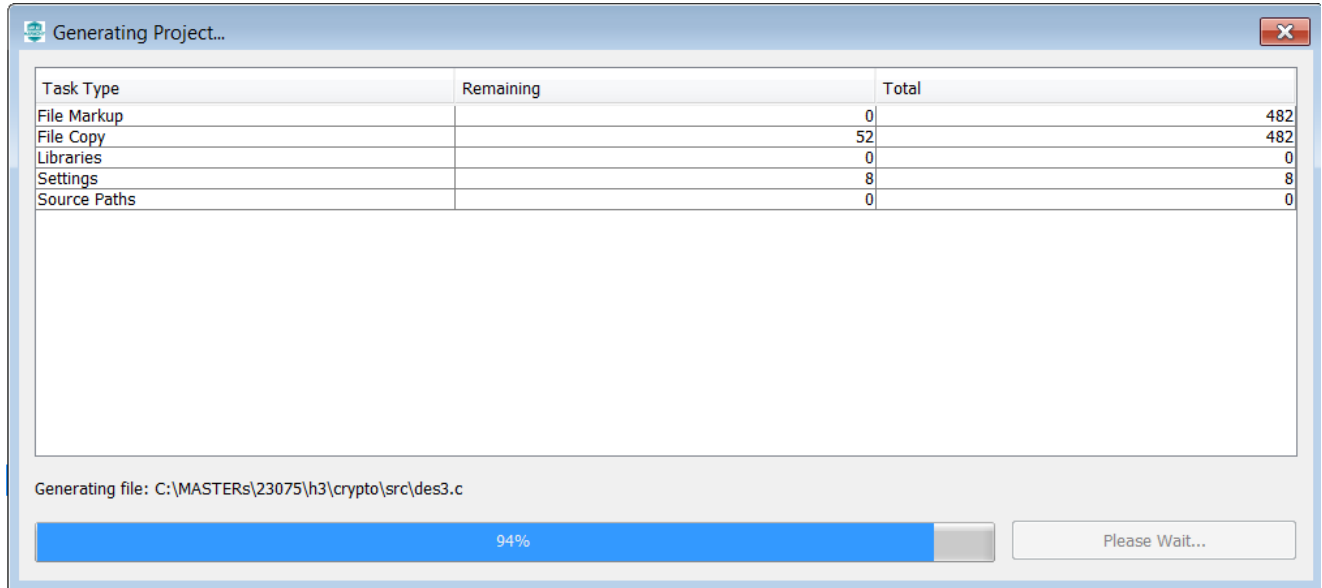 Generating Project...
Task Type Remaining Total
File Markup 0 482
File Copy 52 482
Libraries 0 0
Settings 8 8
Source Paths 0 0
Generating file: C:\MASTERs\23075\h3\crypto\src\des3.c
94% Please Wait...